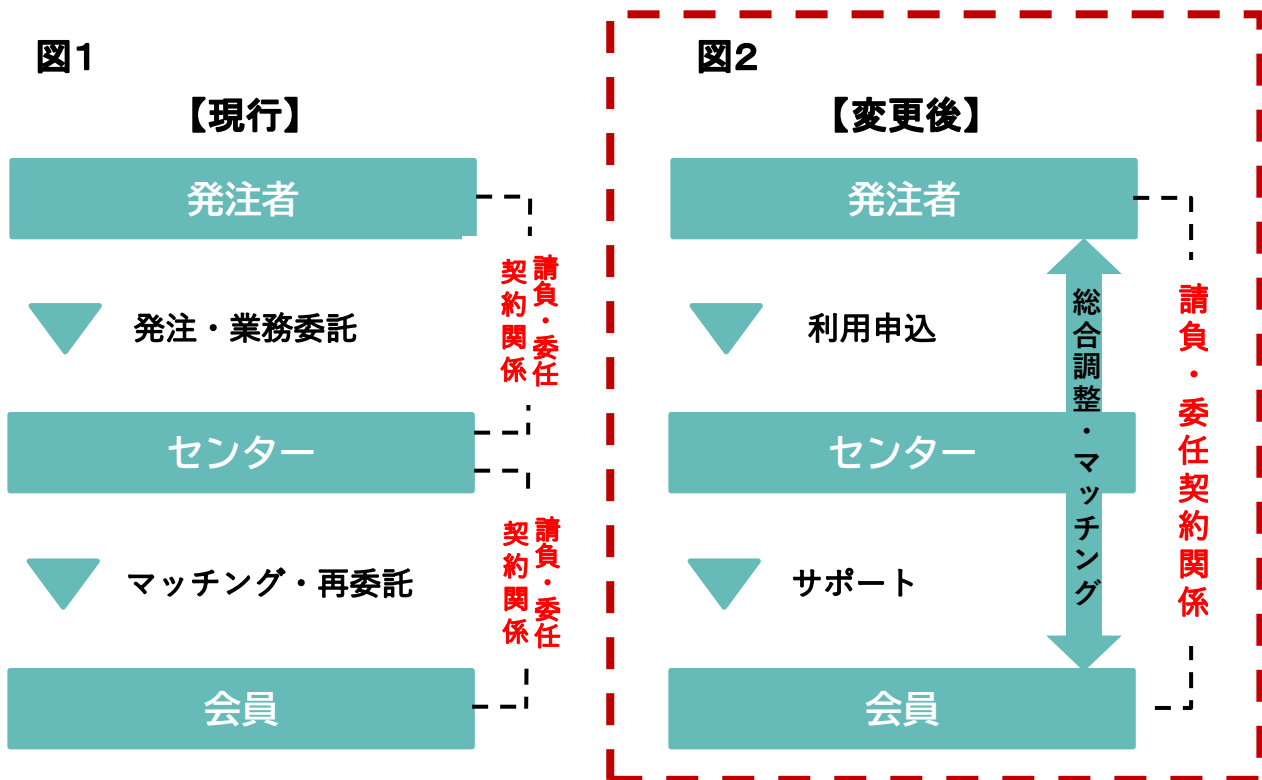 図1
【現行】
発注者
発注・業務委託
請負・委任
契約関係
センター
マッチング・再委託
請負・委任
契約関係
会員
図2
【変更後】
発注者
利用申込
総合調整・マッチング
請負・委任契約関係
センター
サポート
会員